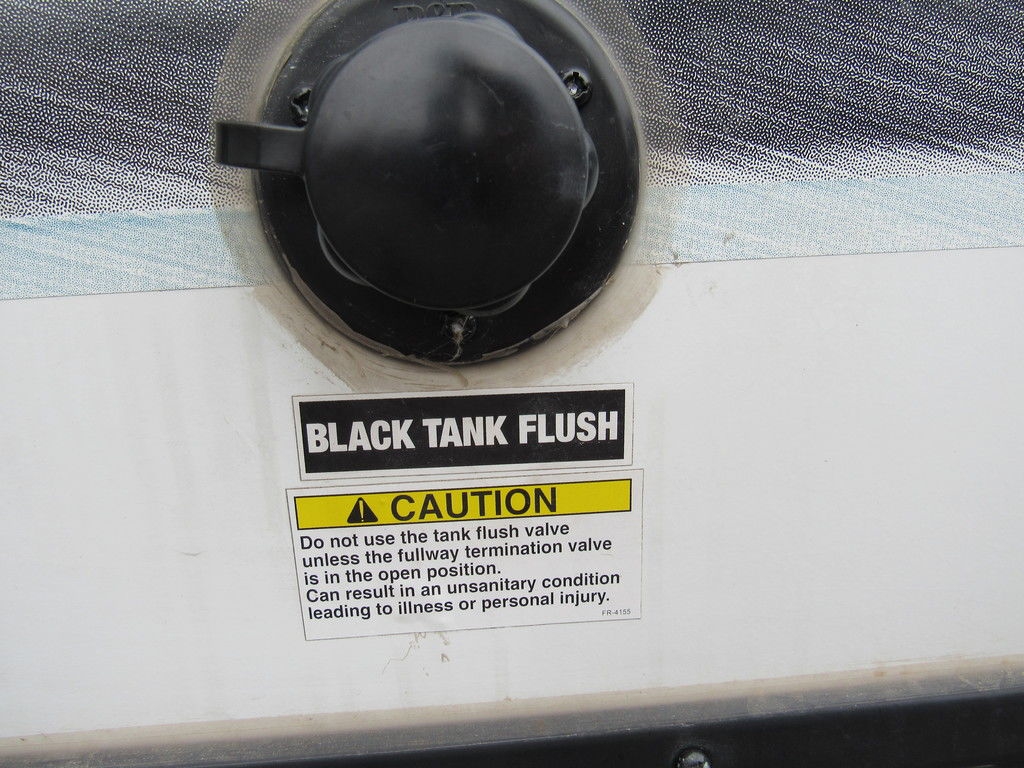 BLACK TANK FLUSH
CAUTION
Do not use the tank flush valve
unless the fullway termination valve
is in the open position.
Can result in an unsanitary condition
leading to illness or personal injury.
FR-4155